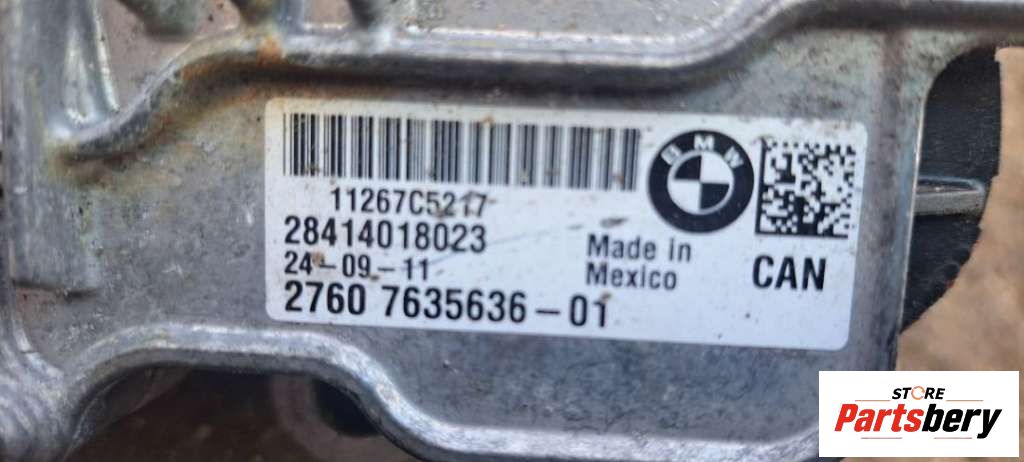 11267C5217
BMW
28414018023
24-09-11
Made in
Mexico
CAN
2760 7635636-01
STORE
Partsbery